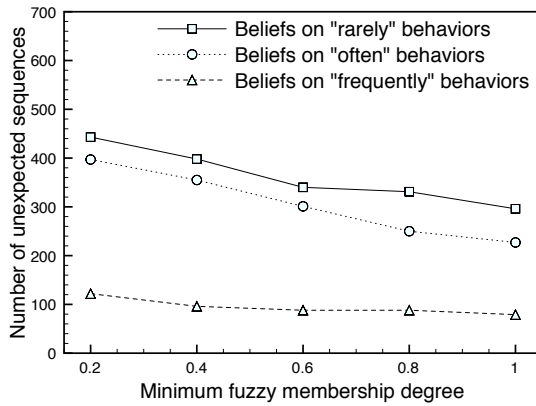 700
600
500
400
300
200
100
0
Number of unexpected sequences
Beliefs on "rarely" behaviors
Beliefs on "often" behaviors
Beliefs on "frequently" behaviors
0.2 0.4 0.6 0.8 1
Minimum fuzzy membership degree